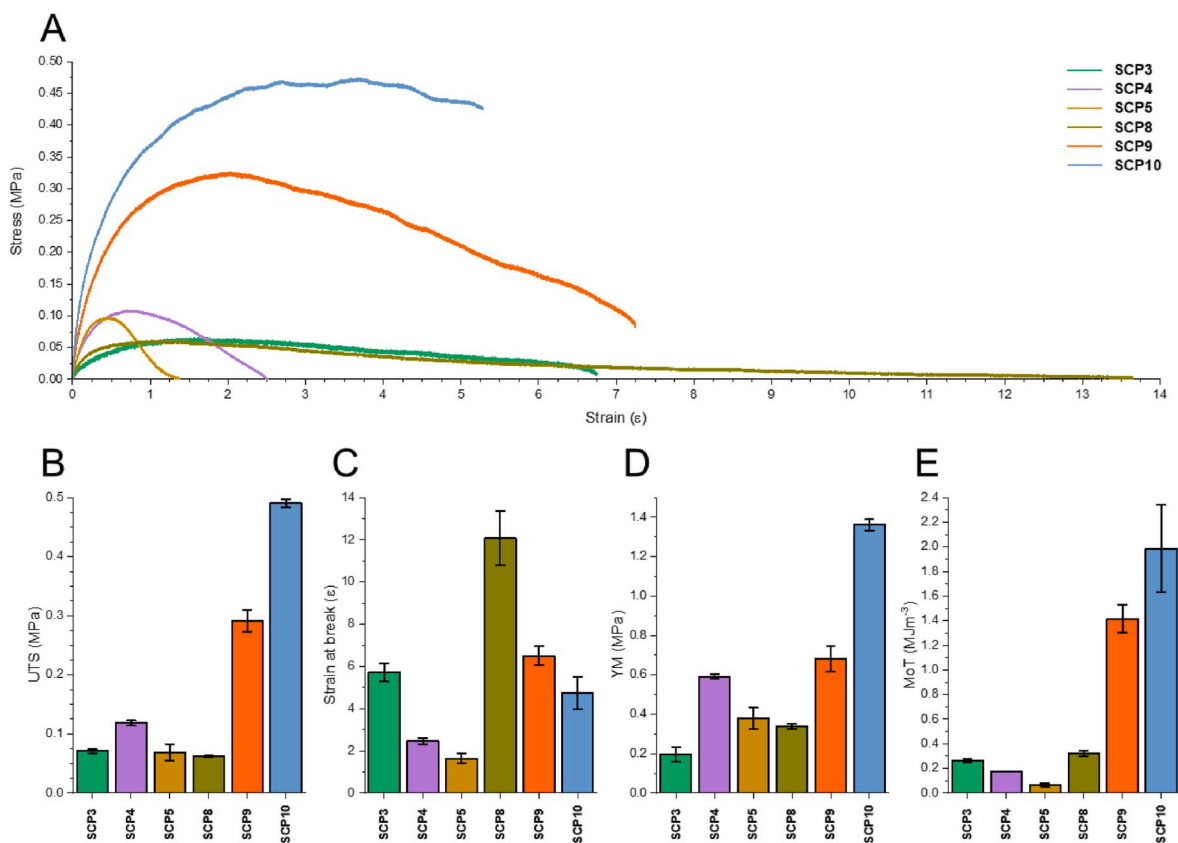 A
0.50
0.45
0.40
0.35
0.30
0.25
0.20
0.15
0.10
0.05
0.00
Stress (MPa)
0 1 2 3 4 5 6 7 8 9 10 11 12 13 14
Strain (ε)
SCP3
SCP4
SCP5
SCP8
SCP9
SCP10
B
0.5
0.4
0.3
0.2
0.1
0.0
UTS (MPa)
SCP3 SCP4 SCP5 SCP8 SCP9 SCP10
C
14
12
10
8
6
4
2
0
Strain at break (ε)
SCP3 SCP4 SCP5 SCP8 SCP9 SCP10
D
1.4
1.2
1.0
0.8
0.6
0.4
0.2
0.0
YM (MPa)
SCP3 SCP4 SCP5 SCP8 SCP9 SCP10
E
2.4
2.2
2.0
1.8
1.6
1.4
1.2
1.0
0.8
0.6
0.4
0.2
0.0
MoT (MJm⁻³)
SCP3 SCP4 SCP5 SCP8 SCP9 SCP10